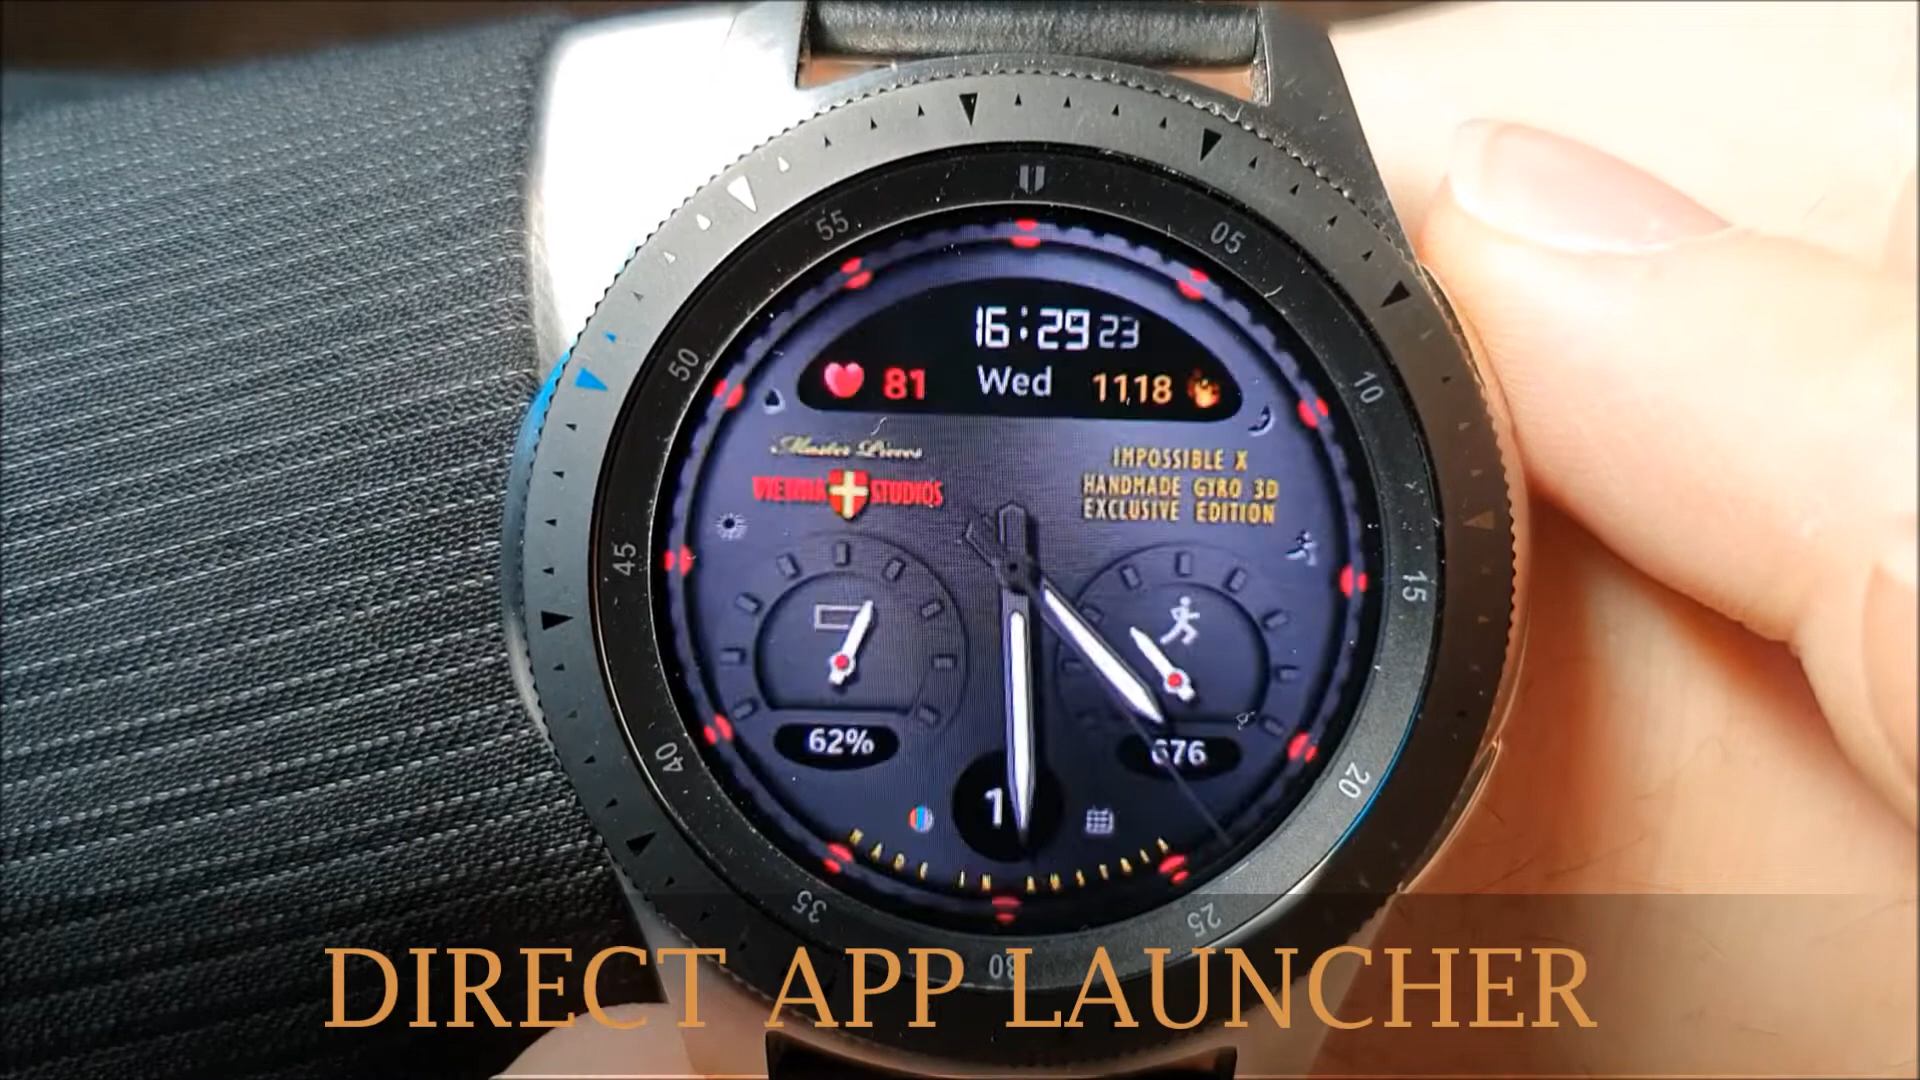 55
05
50
10
45
15
40
20
35
25
16:29 23
81 Wed 1118
Master Pieces
VIENNA STUDIOS
IMPOSSIBLE X
HANDMADE GYRO 3D
EXCLUSIVE EDITION
62%
676
MADE IN AUSTRIA
DIRECT APP LAUNCHER